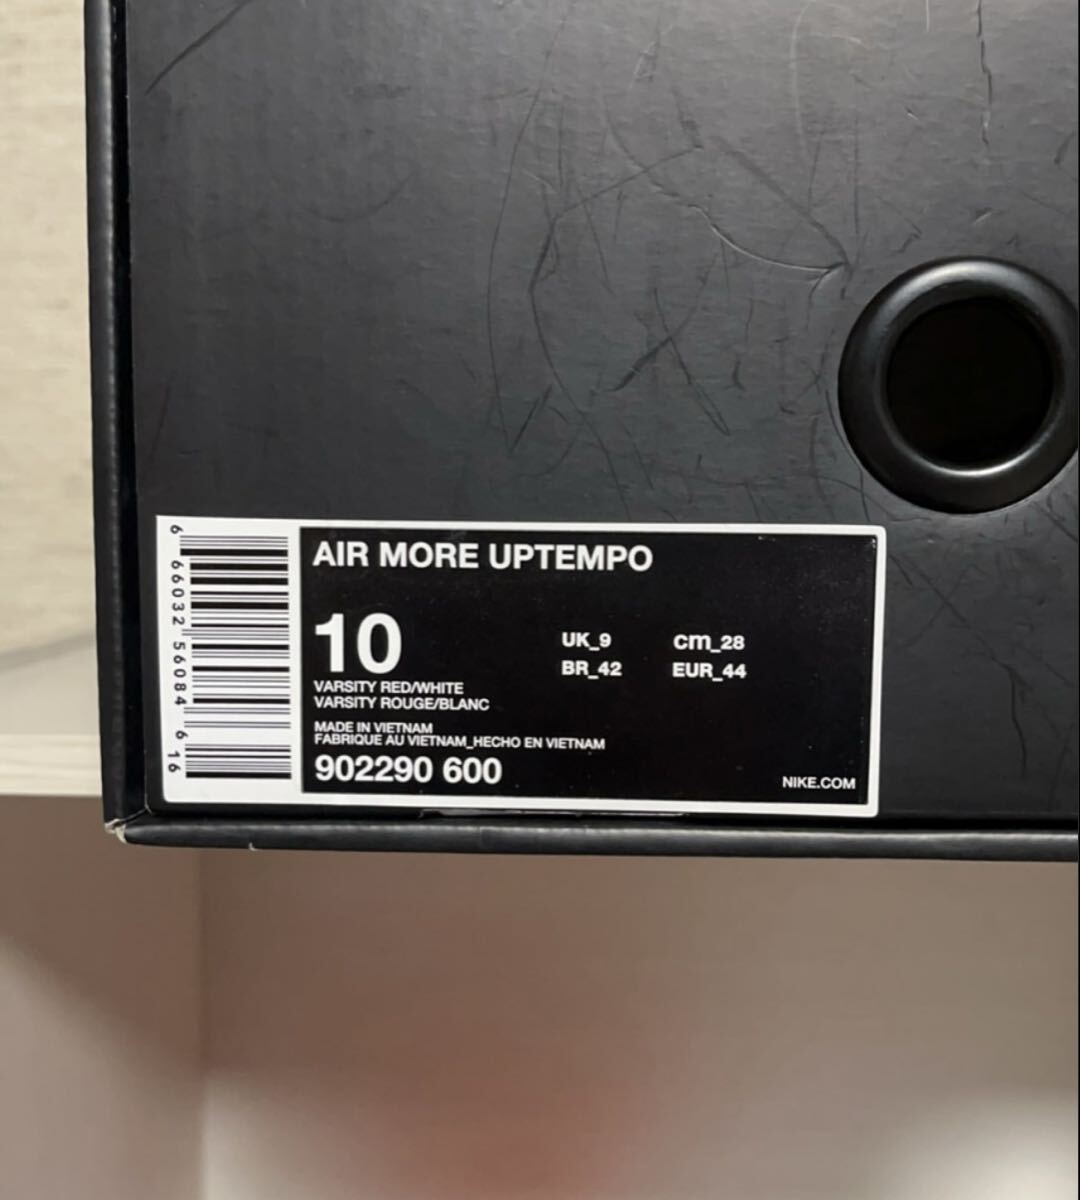 AIR MORE UPTEMPO
10
UK_9 cm_28
BR_42 EUR_44
VARSITY RED/WHITE
VARSITY ROUGE/BLANC
MADE IN VIETNAM
FABRIQUE AU VIETNAM_HECHO EN VIETNAM
902290 600
NIKE.COM
6 66032 56084 6 16